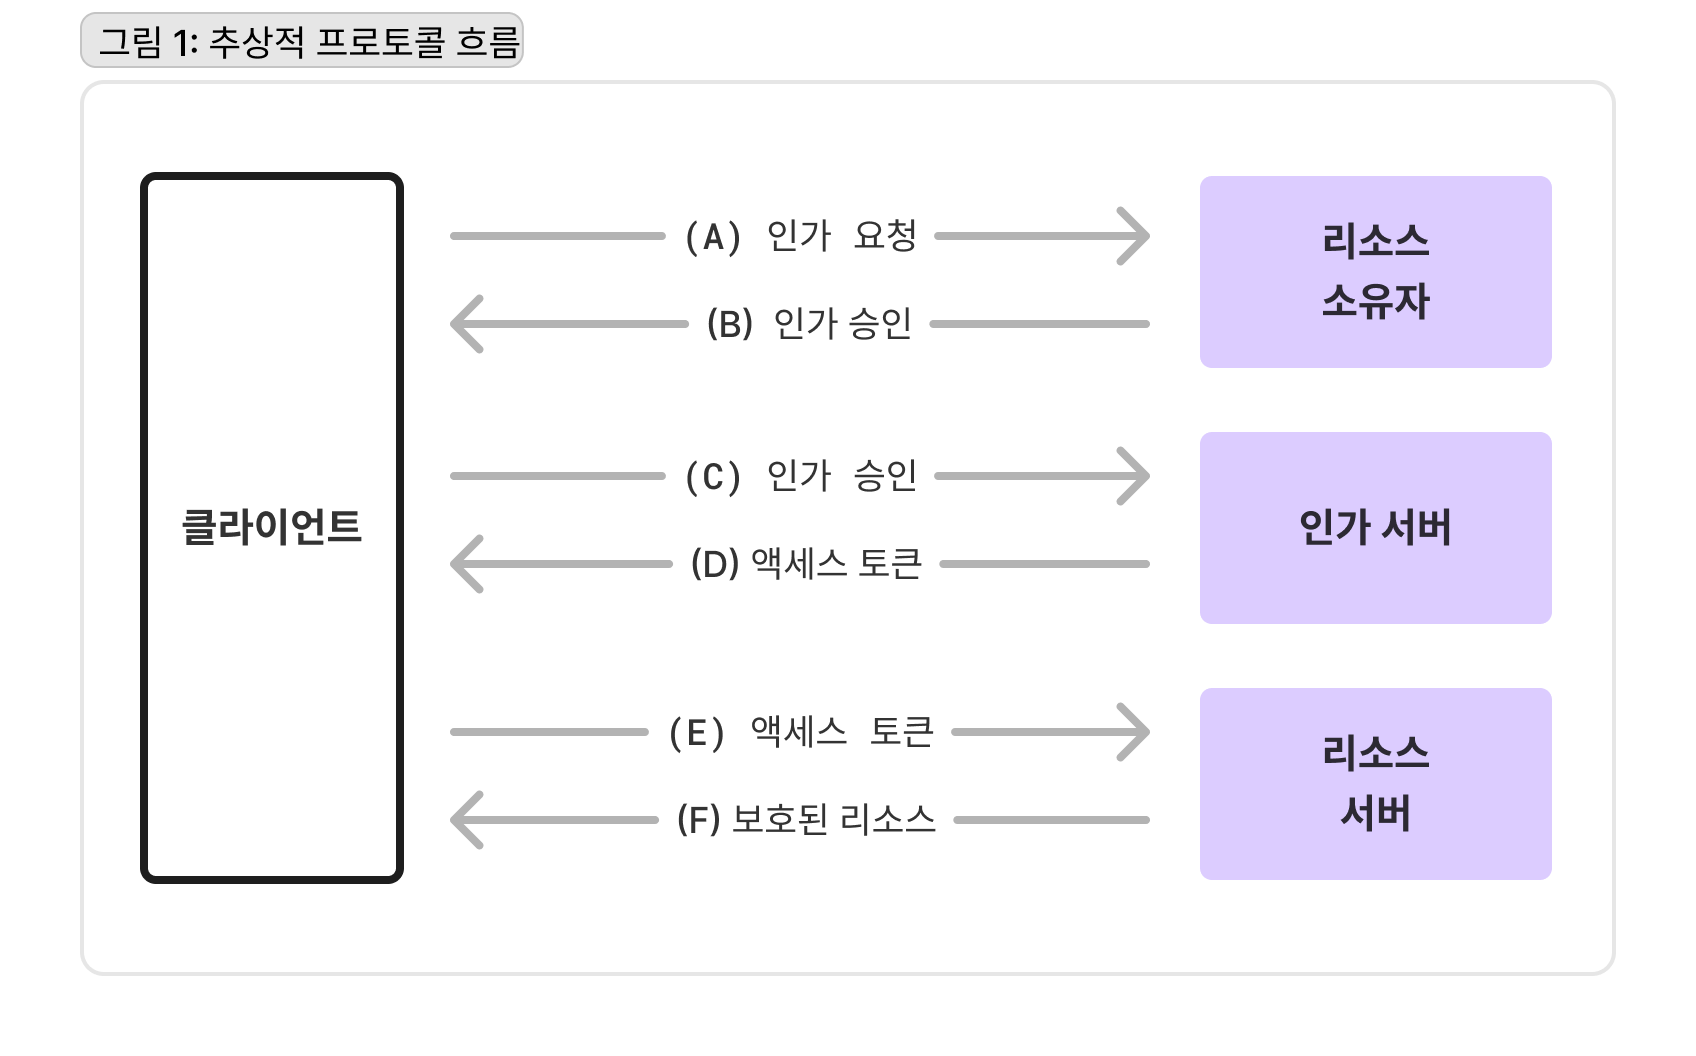 그림 1: 추상적 프로토콜 흐름
클라이언트
(A) 인가 요청
(B) 인가 승인
리소스
소유자
(C) 인가 승인
(D) 액세스 토큰
인가 서버
(E) 액세스 토큰
(F) 보호된 리소스
리소스
서버